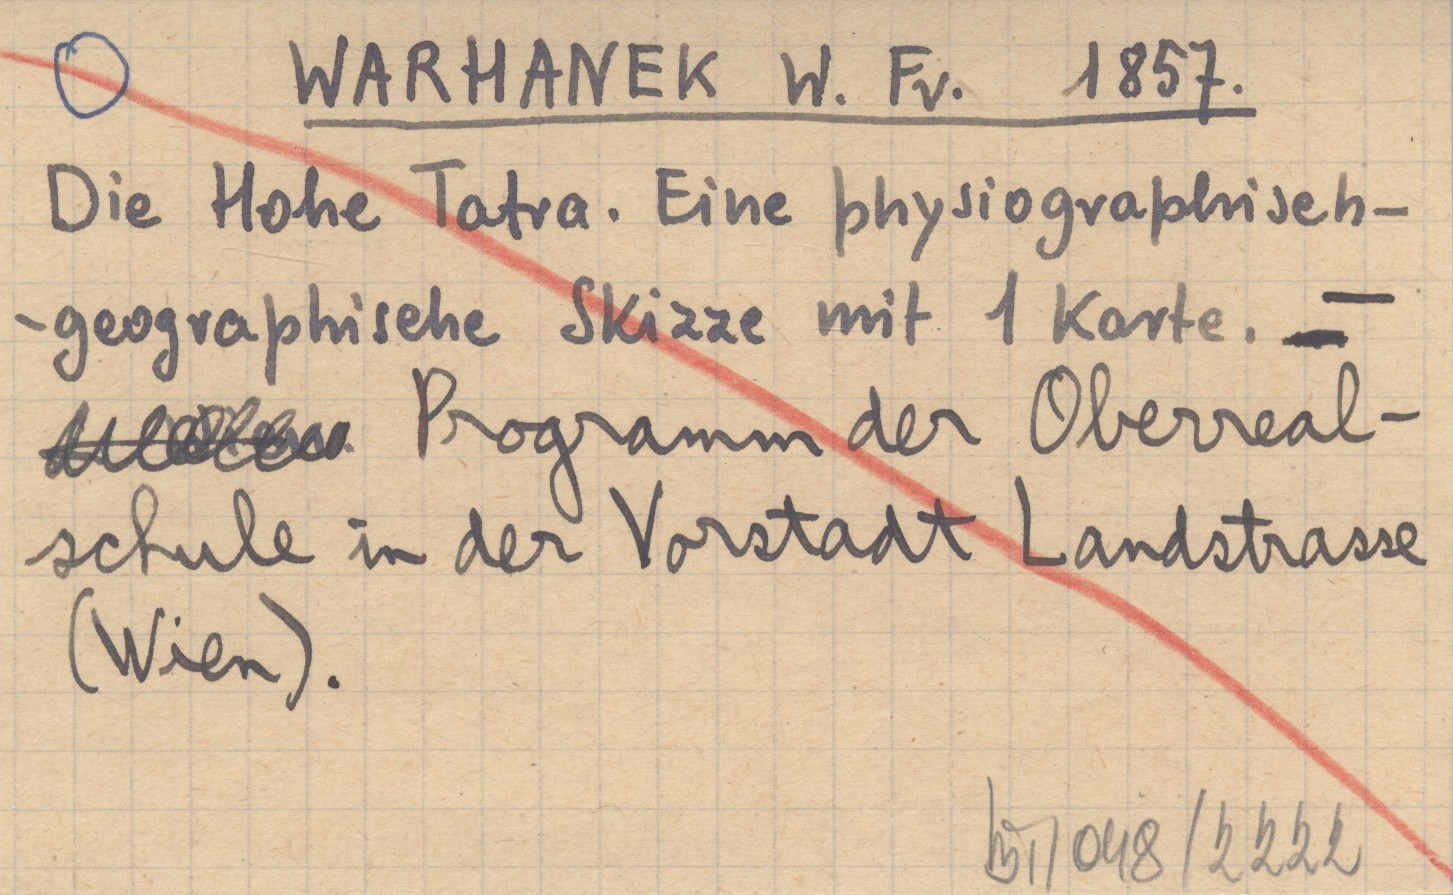 WARHANEK W. Fr. 1857.
Die Hohe Tatra. Eine physiographisch-
-geographische Skizze mit 1 Karte. —
Programm der Oberreal-
schule in der Vorstadt Landstrasse
(Wien).
048/2222